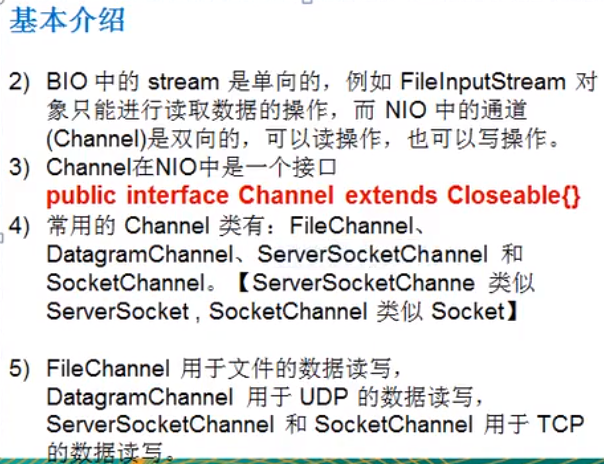 基本介绍
2) BIO 中的 stream 是单向的，例如 FileInputStream 对
象只能进行读取数据的操作，而 NIO 中的通道
(Channel)是双向的，可以读操作，也可以写操作。
3) Channel在NIO中是一个接口
public interface Channel extends Closeable{}
4) 常用的 Channel 类有：FileChannel、
DatagramChannel、ServerSocketChannel 和
SocketChannel。【ServerSocketChanne 类似
ServerSocket , SocketChannel 类似 Socket】
5) FileChannel 用于文件的数据读写，
DatagramChannel 用于 UDP 的数据读写，
ServerSocketChannel 和 SocketChannel 用于 TCP
的数据读写。